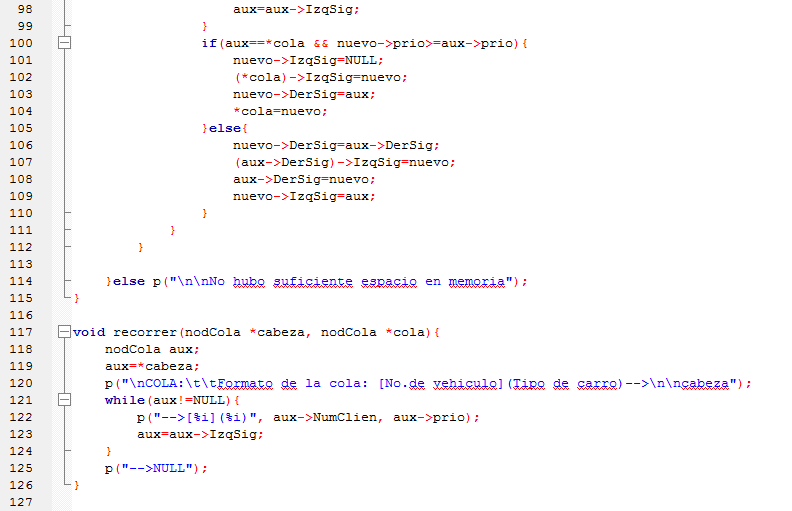 98                     aux=aux->IzqSig;
99                 }
100                 if(aux==*cola && nuevo->prio>=aux->prio){
101                     nuevo->IzqSig=NULL;
102                     (*cola)->IzqSig=nuevo;
103                     nuevo->DerSig=aux;
104                     *cola=nuevo;
105                 }else{
106                     nuevo->DerSig=aux->DerSig;
107                     (aux->DerSig)->IzqSig=nuevo;
108                     aux->DerSig=nuevo;
109                     nuevo->IzqSig=aux;
110                 }
111             }
112         }
113
114     }else p("\n\nNo hubo suficiente espacio en memoria");
115 }
116
117 void recorrer(nodCola *cabeza, nodCola *cola){
118     nodCola aux;
119     aux=*cabeza;
120     p("\nCOLA:\t\tFormato de la cola: [No.de vehiculo](Tipo de carro)-->\n\ncabeza");
121     while(aux!=NULL){
122         p("-->[%i](%i)", aux->NumClien, aux->prio);
123         aux=aux->IzqSig;
124     }
125     p("-->NULL");
126 }
127